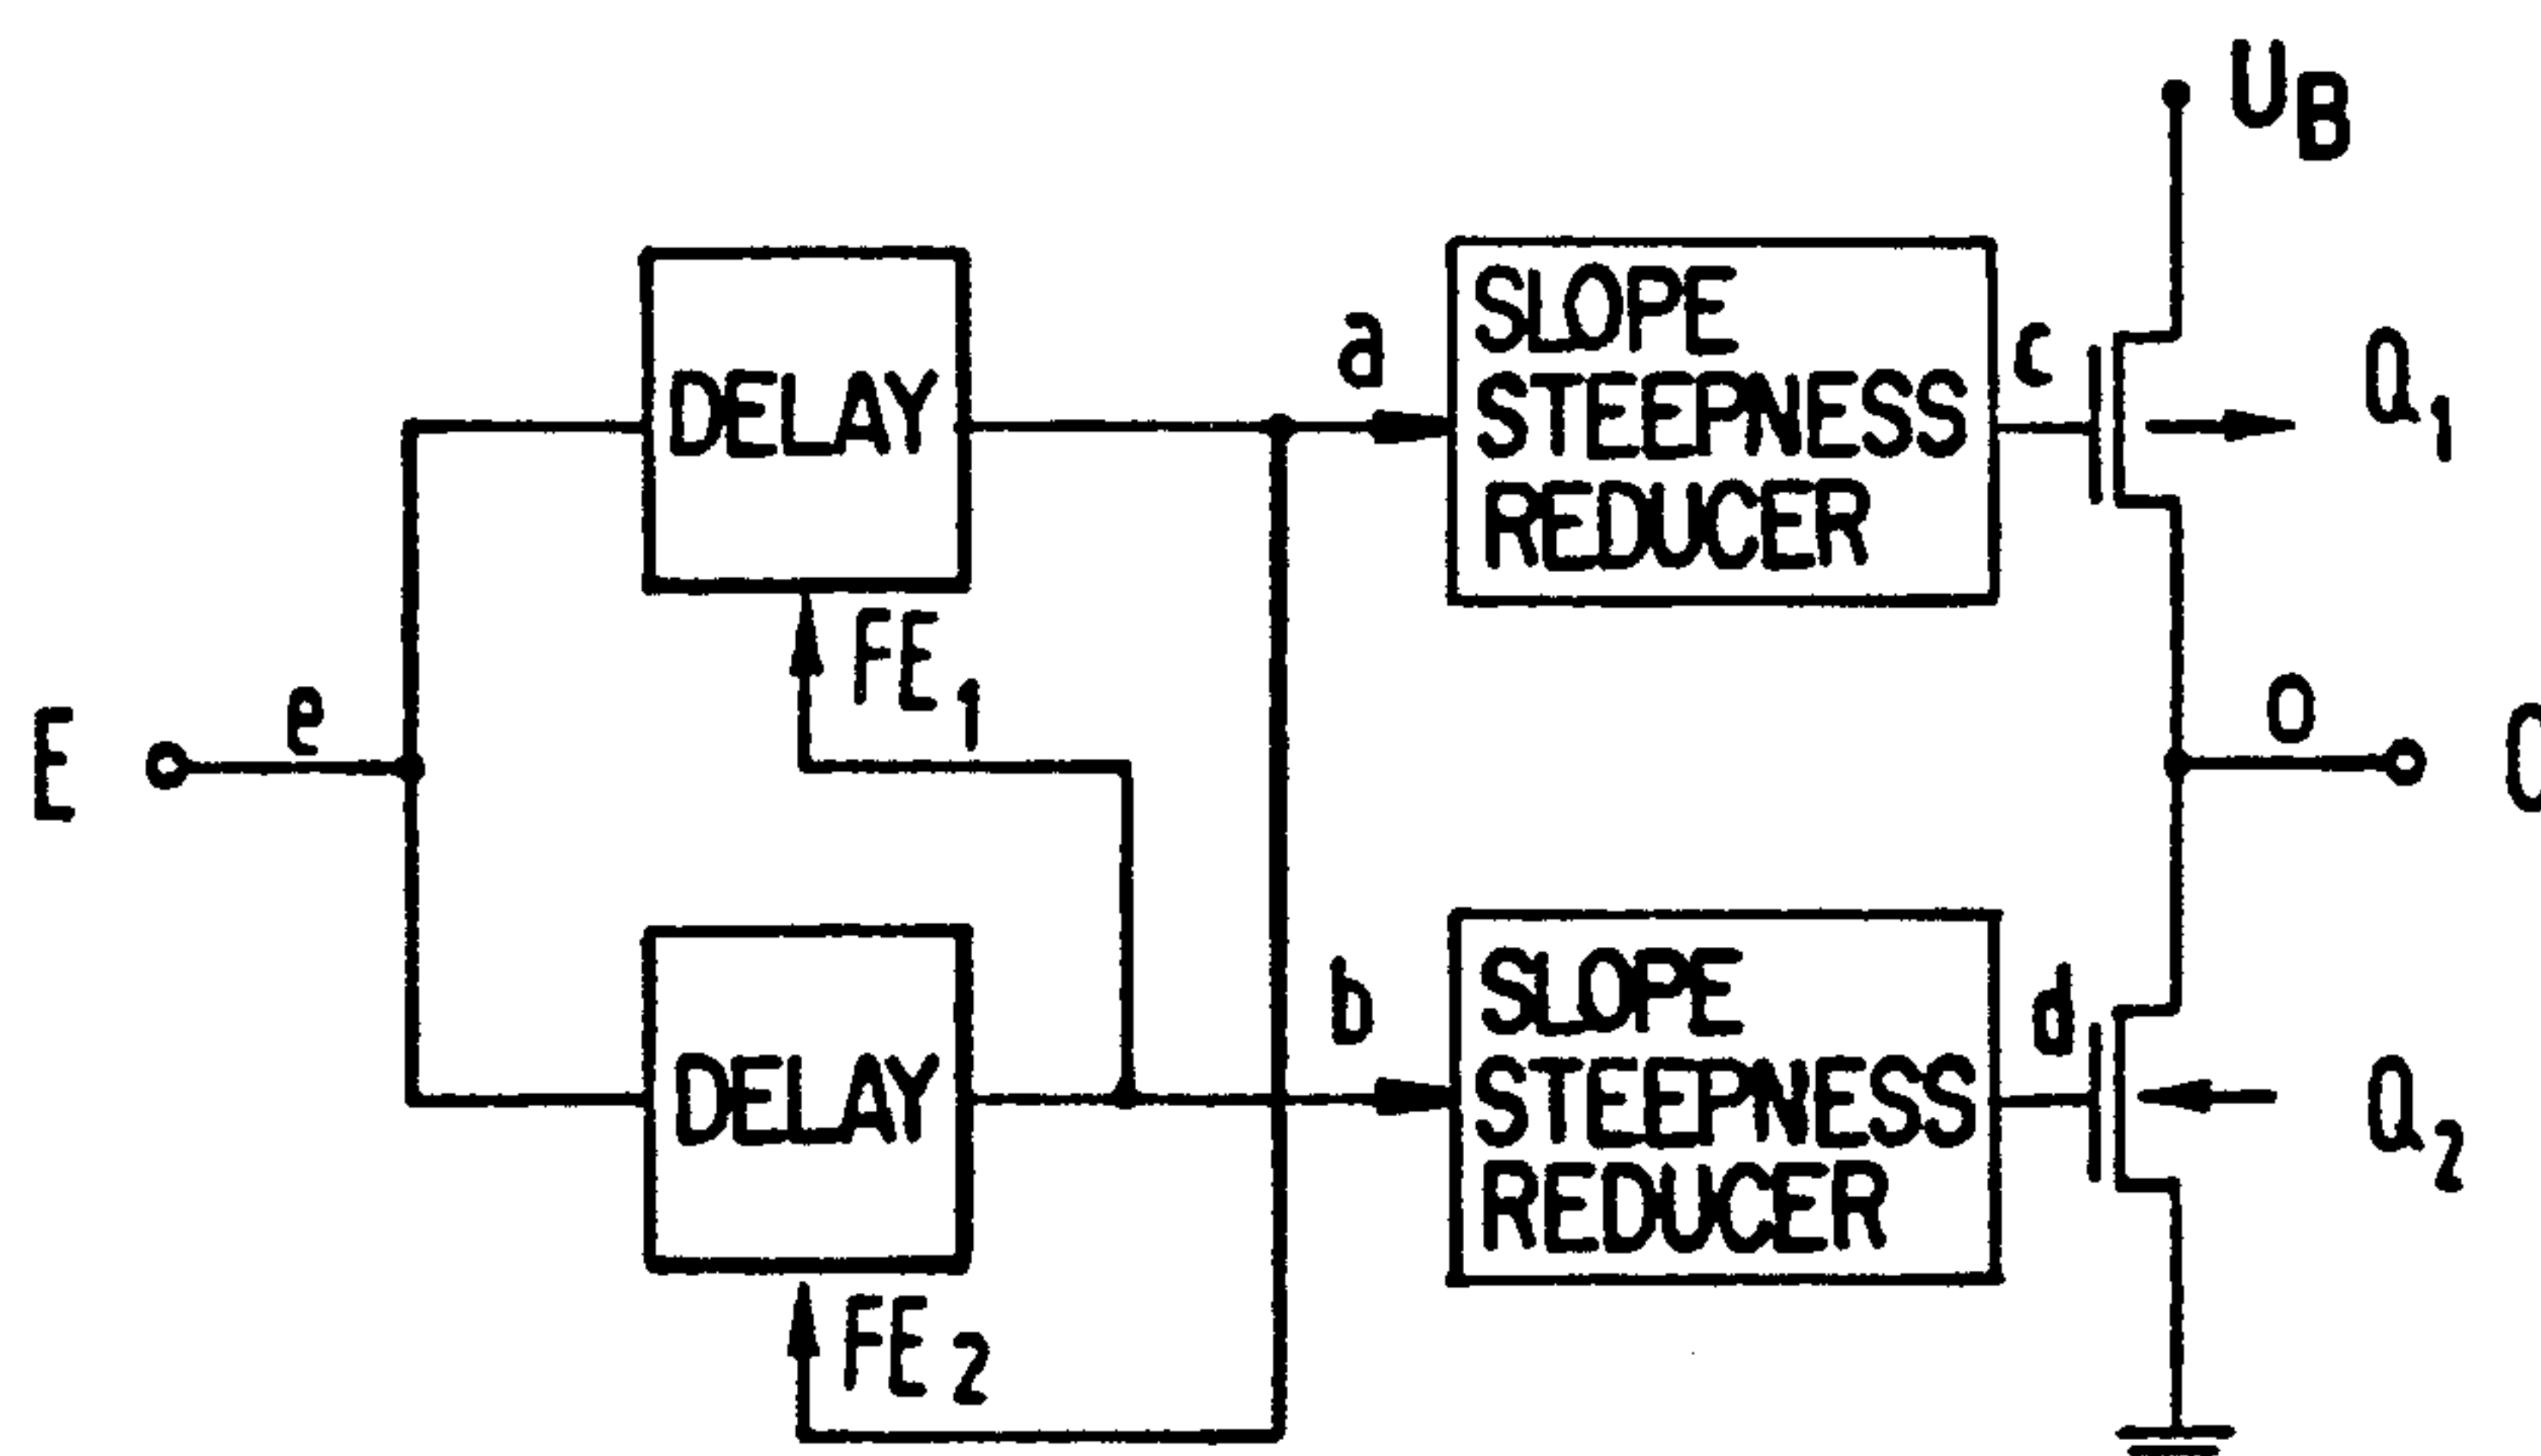 U_B
SLOPE
STEEPNESS
REDUCER
a
c
Q_1
DELAY
FE_1
E
e
o
O
b
SLOPE
STEEPNESS
REDUCER
d
Q_2
DELAY
FE_2